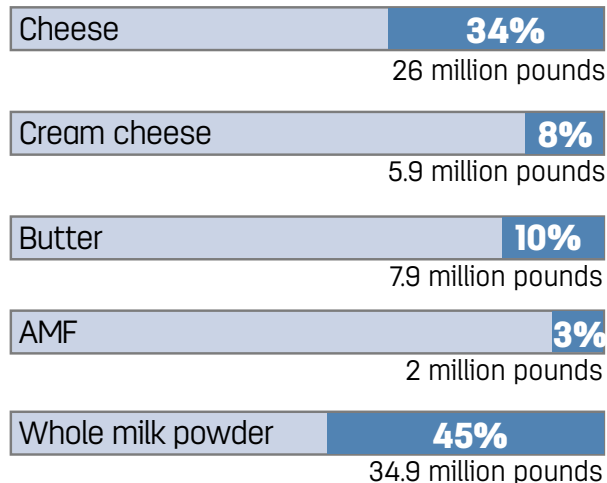 Cheese 34%
26 million pounds
Cream cheese 8%
5.9 million pounds
Butter 10%
7.9 million pounds
AMF 3%
2 million pounds
Whole milk powder 45%
34.9 million pounds